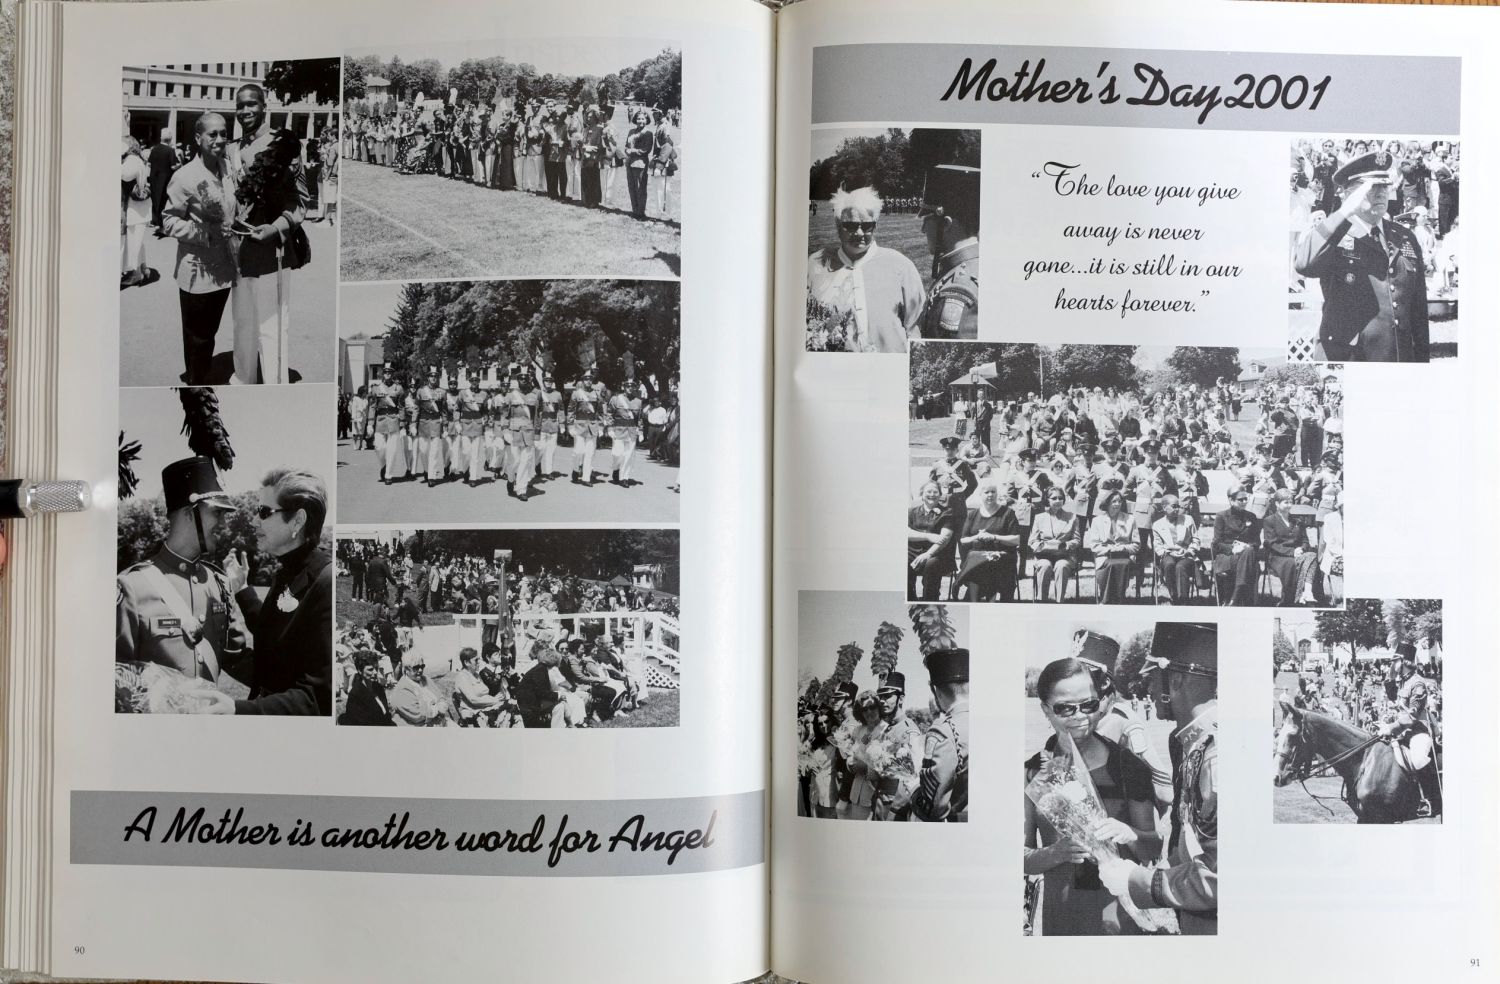 A Mother is another word for Angel
90
Mother's Day 2001
“The love you give
away is never
gone...it is still in our
hearts forever.”
91